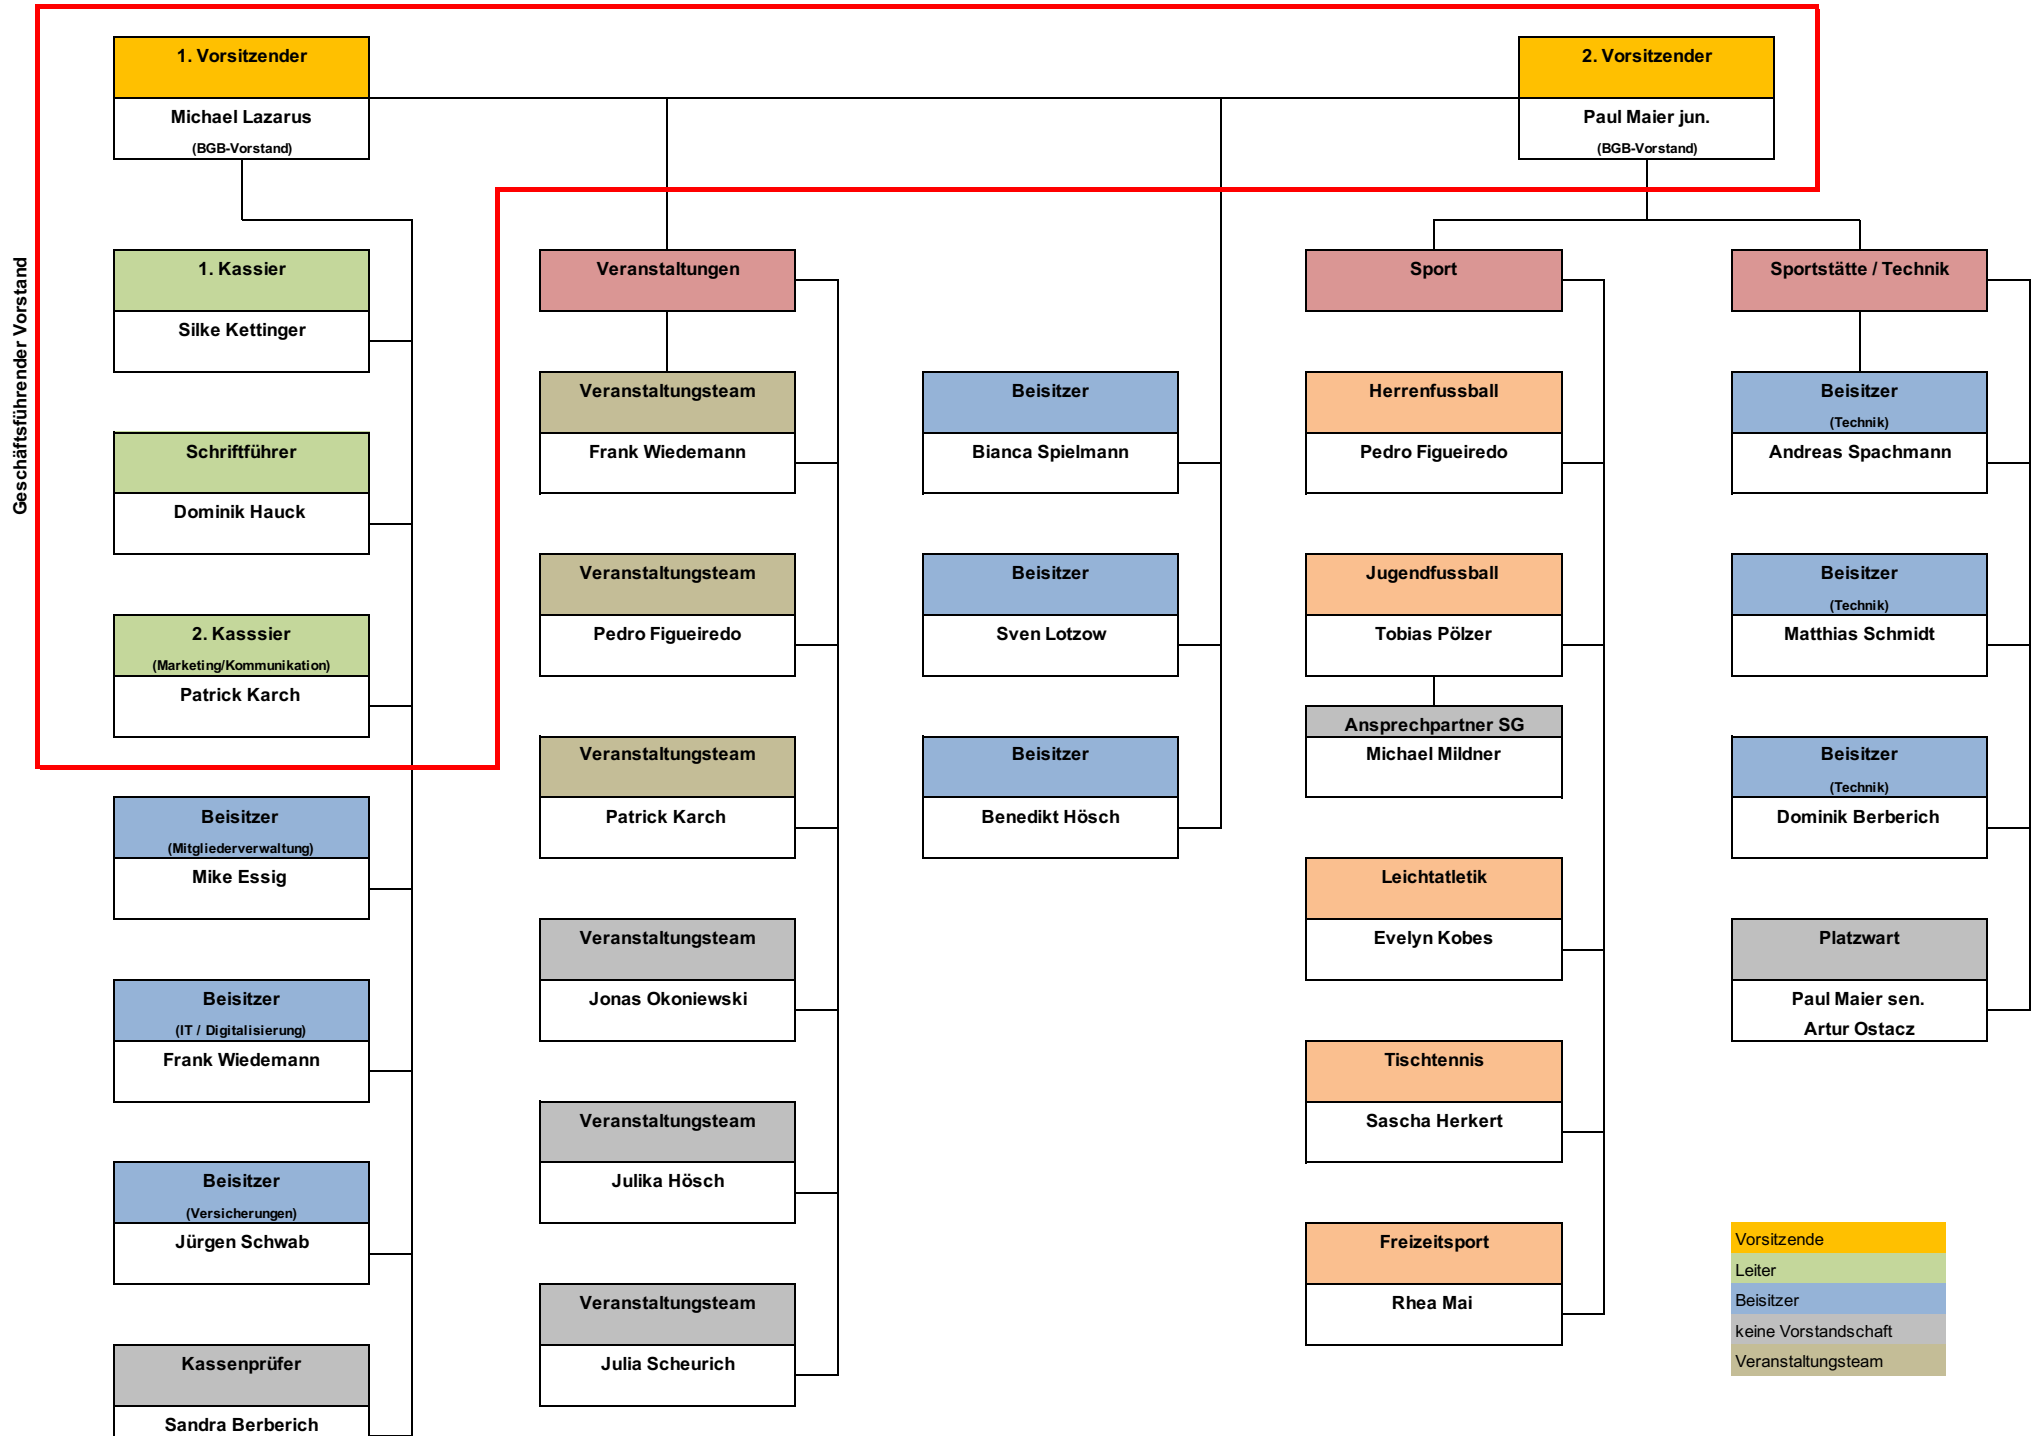 Geschäftsführender Vorstand
1. Vorsitzender
Michael Lazarus
(BGB-Vorstand)
2. Vorsitzender
Paul Maier jun.
(BGB-Vorstand)
1. Kassier
Silke Kettinger
Schriftführer
Dominik Hauck
2. Kasssier
(Marketing/Kommunikation)
Patrick Karch
Beisitzer
(Mitgliederverwaltung)
Mike Essig
Beisitzer
(IT / Digitalisierung)
Frank Wiedemann
Beisitzer
(Versicherungen)
Jürgen Schwab
Kassenprüfer
Sandra Berberich
Veranstaltungen
Veranstaltungsteam
Frank Wiedemann
Veranstaltungsteam
Pedro Figueiredo
Veranstaltungsteam
Patrick Karch
Veranstaltungsteam
Jonas Okoniewski
Veranstaltungsteam
Julika Hösch
Veranstaltungsteam
Julia Scheurich
Beisitzer
Bianca Spielmann
Beisitzer
Sven Lotzow
Beisitzer
Benedikt Hösch
Sport
Herrenfussball
Pedro Figueiredo
Jugendfussball
Tobias Pölzer
Ansprechpartner SG
Michael Mildner
Leichtatletik
Evelyn Kobes
Tischtennis
Sascha Herkert
Freizeitsport
Rhea Mai
Sportstätte / Technik
Beisitzer
(Technik)
Andreas Spachmann
Beisitzer
(Technik)
Matthias Schmidt
Beisitzer
(Technik)
Dominik Berberich
Platzwart
Paul Maier sen.
Artur Ostacz
Vorsitzende
Leiter
Beisitzer
keine Vorstandschaft
Veranstaltungsteam